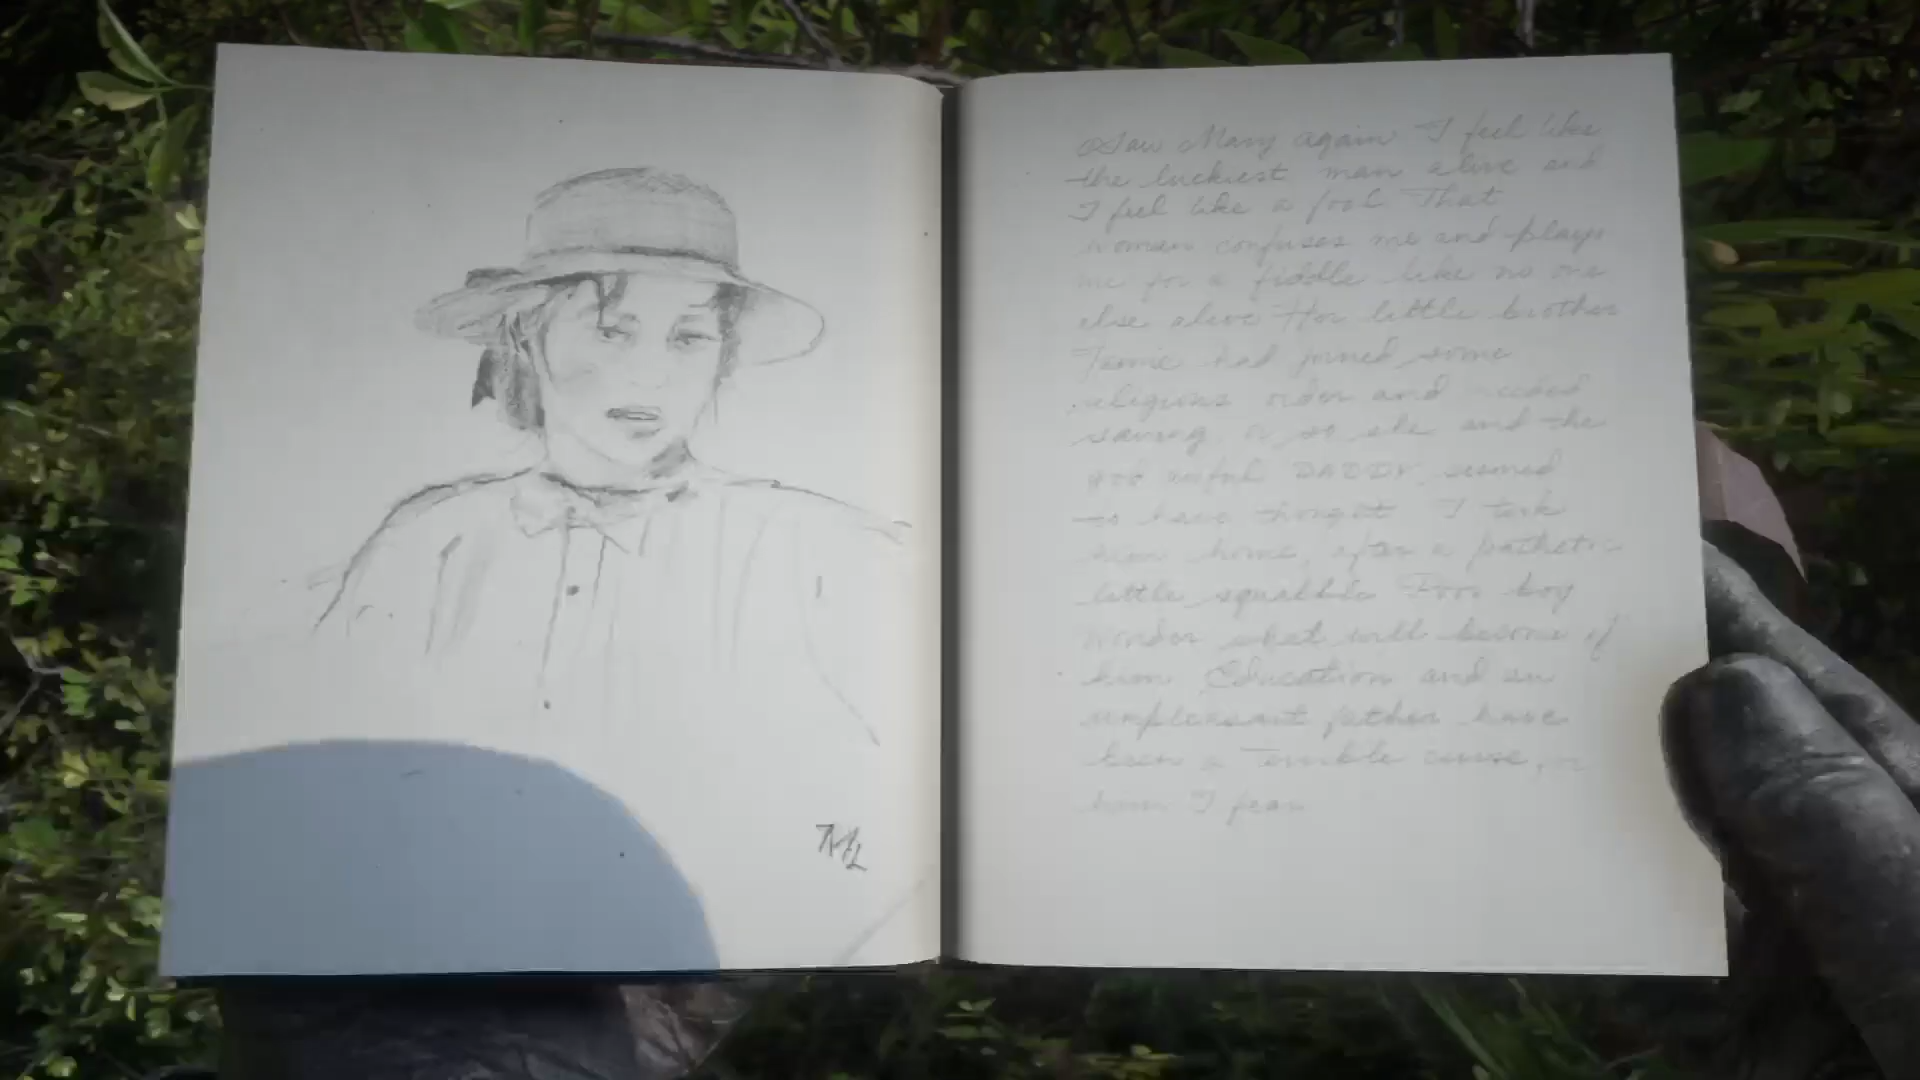 ML
Saw Mary again I feel like
the luckiest man alive and
I feel like a fool That
woman confuses me and plays
me for a fiddle like no one
else alive Her little brother
Jamie had joined some
religious order and needed
saving, or so she and the
god awful DADDY seemed
to have thought I took
him home, after a pathetic
little squabble Poor boy
Wonder what will become of
him Education and an
unpleasant father have
been a terrible curse, on
him I fear